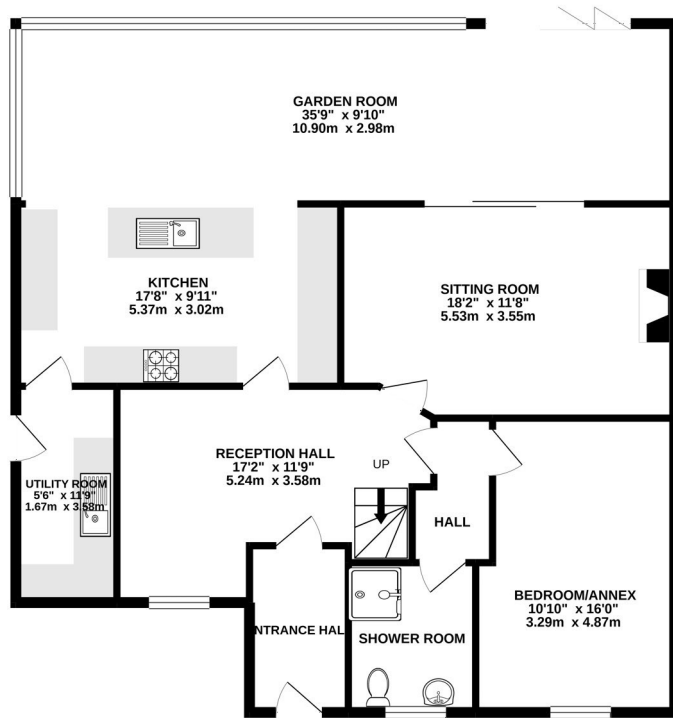 GARDEN ROOM
35'9" x 9'10"
10.90m x 2.98m
KITCHEN
17'8" x 9'11"
5.37m x 3.02m
SITTING ROOM
18'2" x 11'8"
5.53m x 3.55m
RECEPTION HALL
17'2" x 11'9"
5.24m x 3.58m
UP
UTILITY ROOM
5'6" x 11'9"
1.67m x 3.58m
HALL
BEDROOM/ANNEX
10'10" x 16'0"
3.29m x 4.87m
NTRANCE HAL
SHOWER ROOM